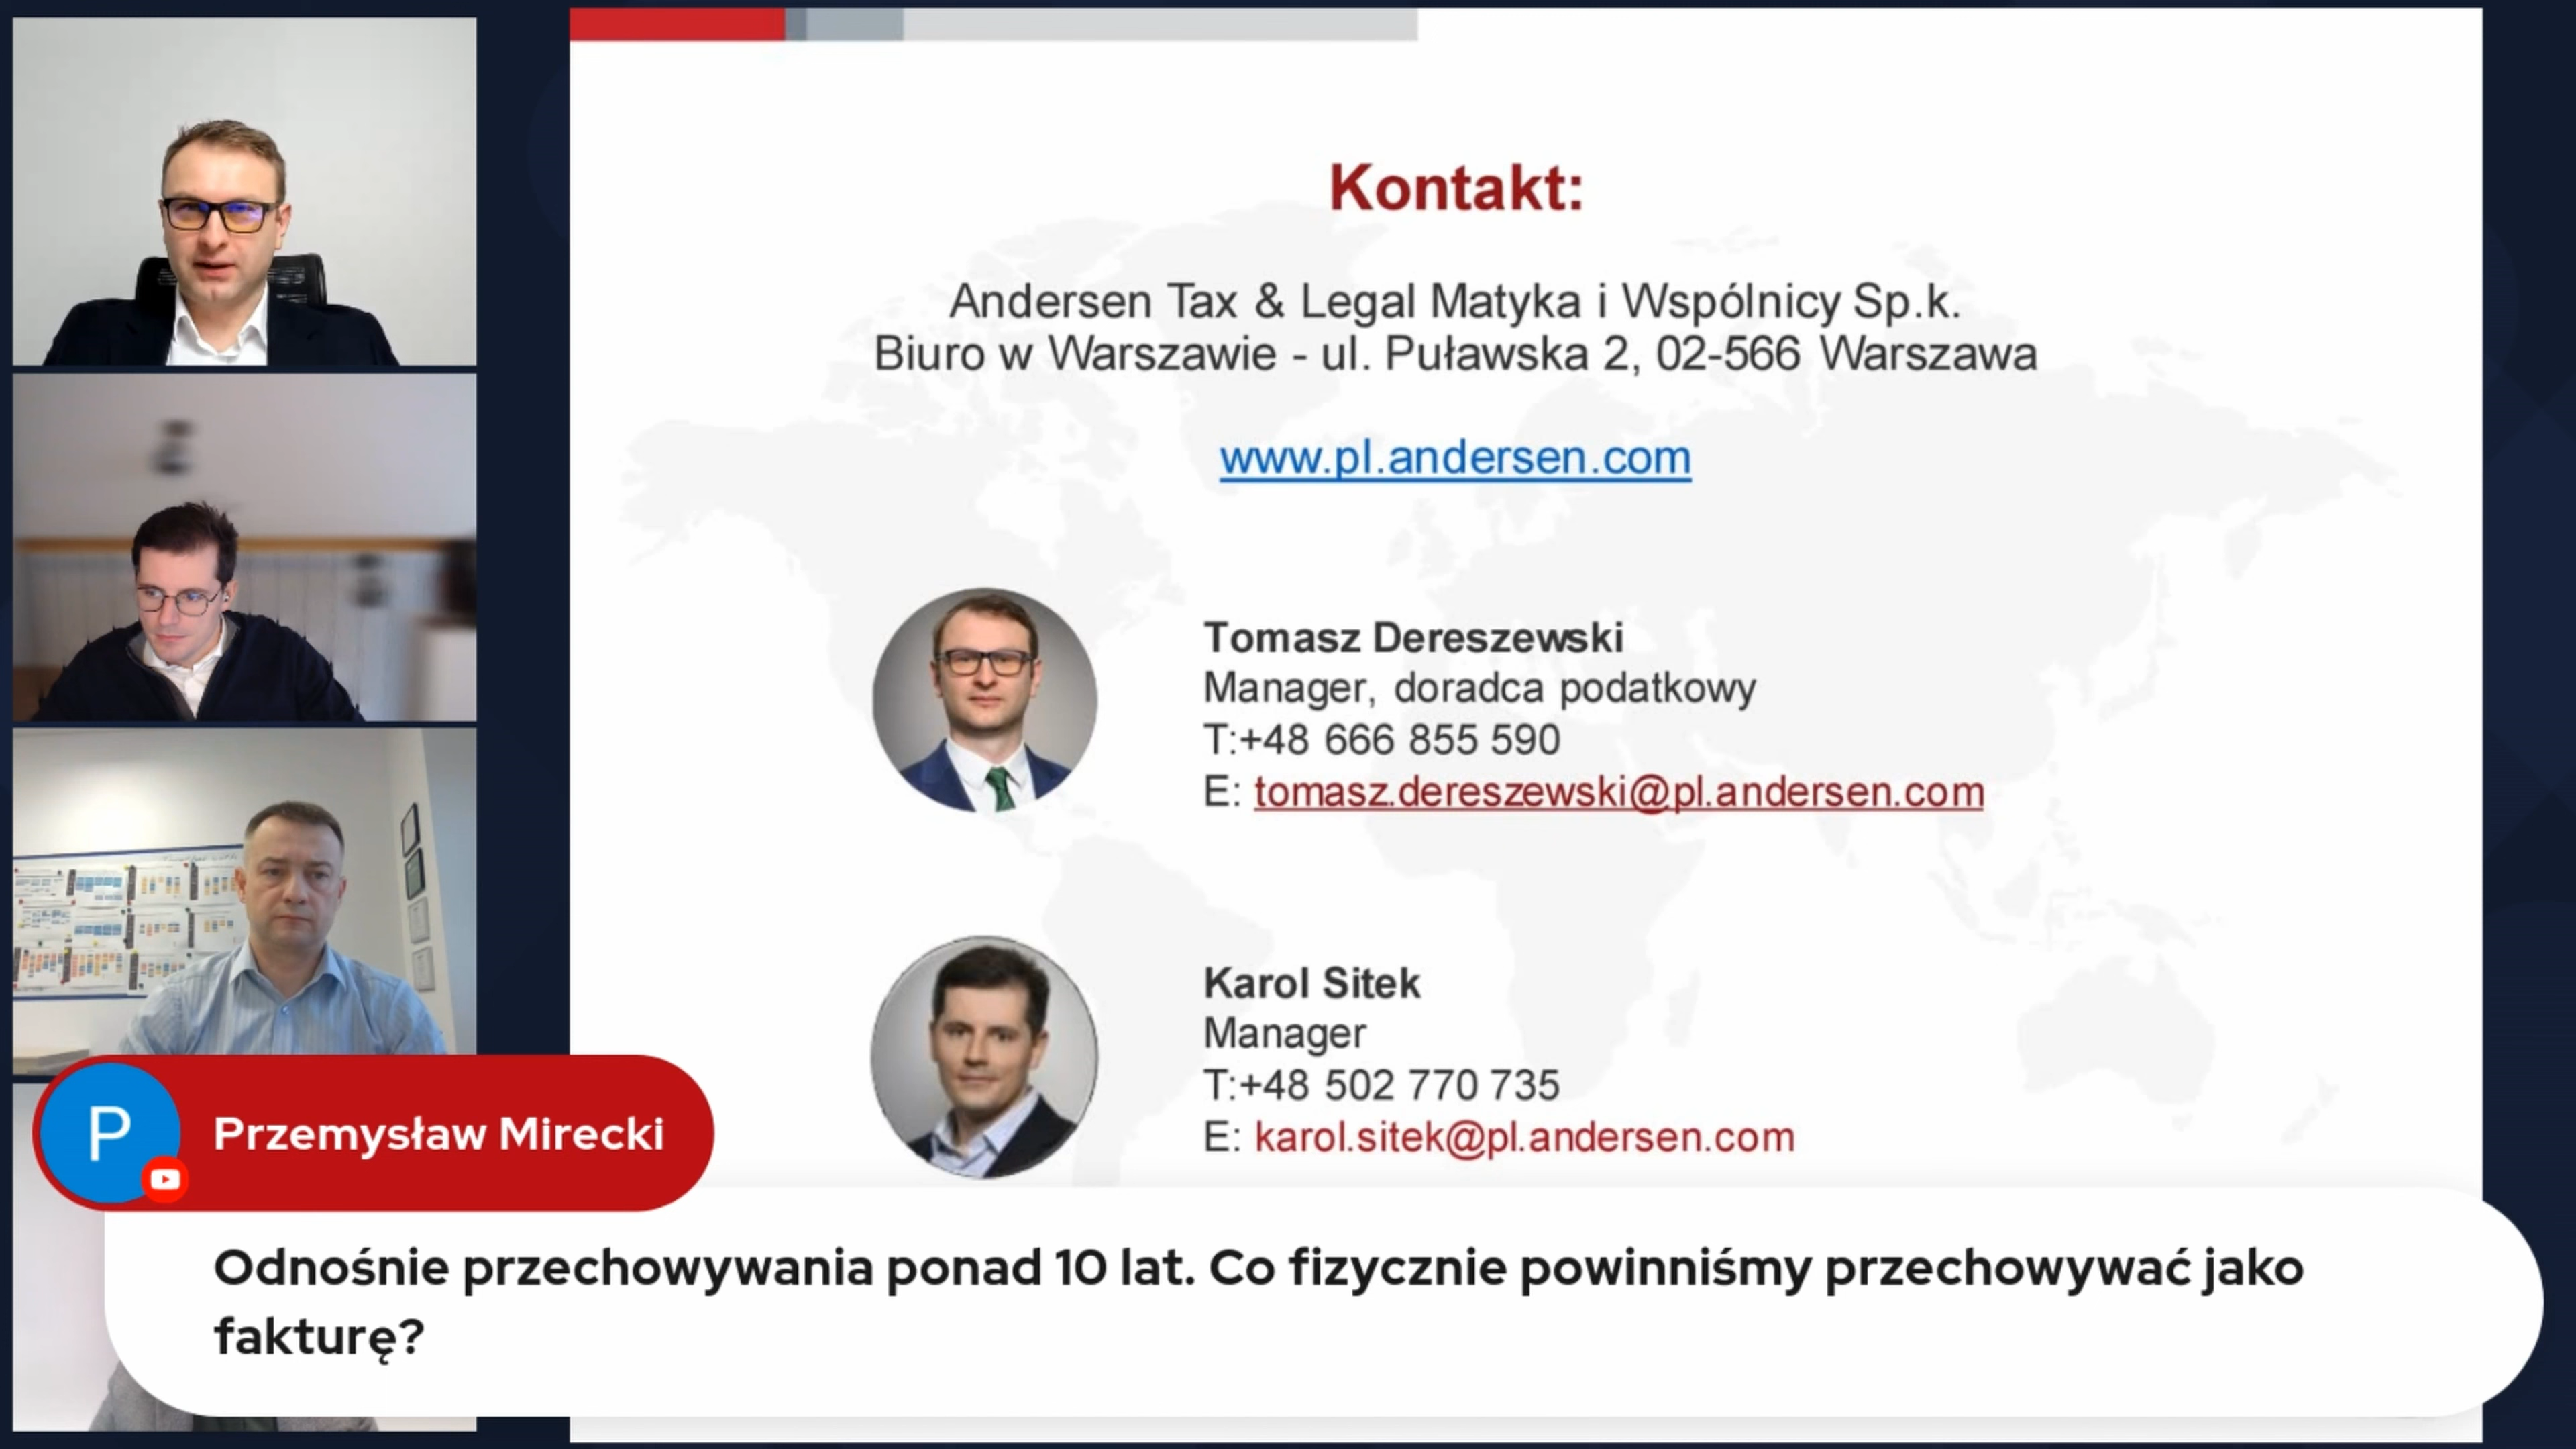 Kontakt:
Andersen Tax & Legal Matyka i Wspólnicy Sp.k.
Biuro w Warszawie - ul. Puławska 2, 02-566 Warszawa
www.pl.andersen.com
Tomasz Dereszewski
Manager, doradca podatkowy
T:+48 666 855 590
E: tomasz.dereszewski@pl.andersen.com
Karol Sitek
Manager
T:+48 502 770 735
E: karol.sitek@pl.andersen.com
P
Przemysław Mirecki
Odnośnie przechowywania ponad 10 lat. Co fizycznie powinniśmy przechowywać jako
fakturę?